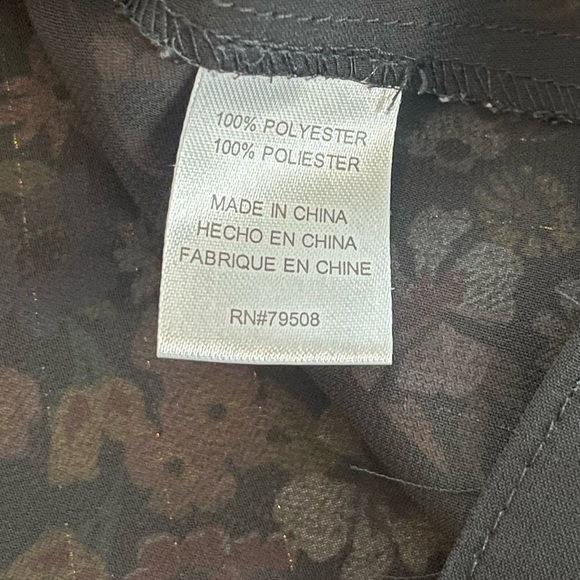 100% POLYESTER
100% POLIESTER
MADE IN CHINA
HECHO EN CHINA
FABRIQUE EN CHINE
RN#79508